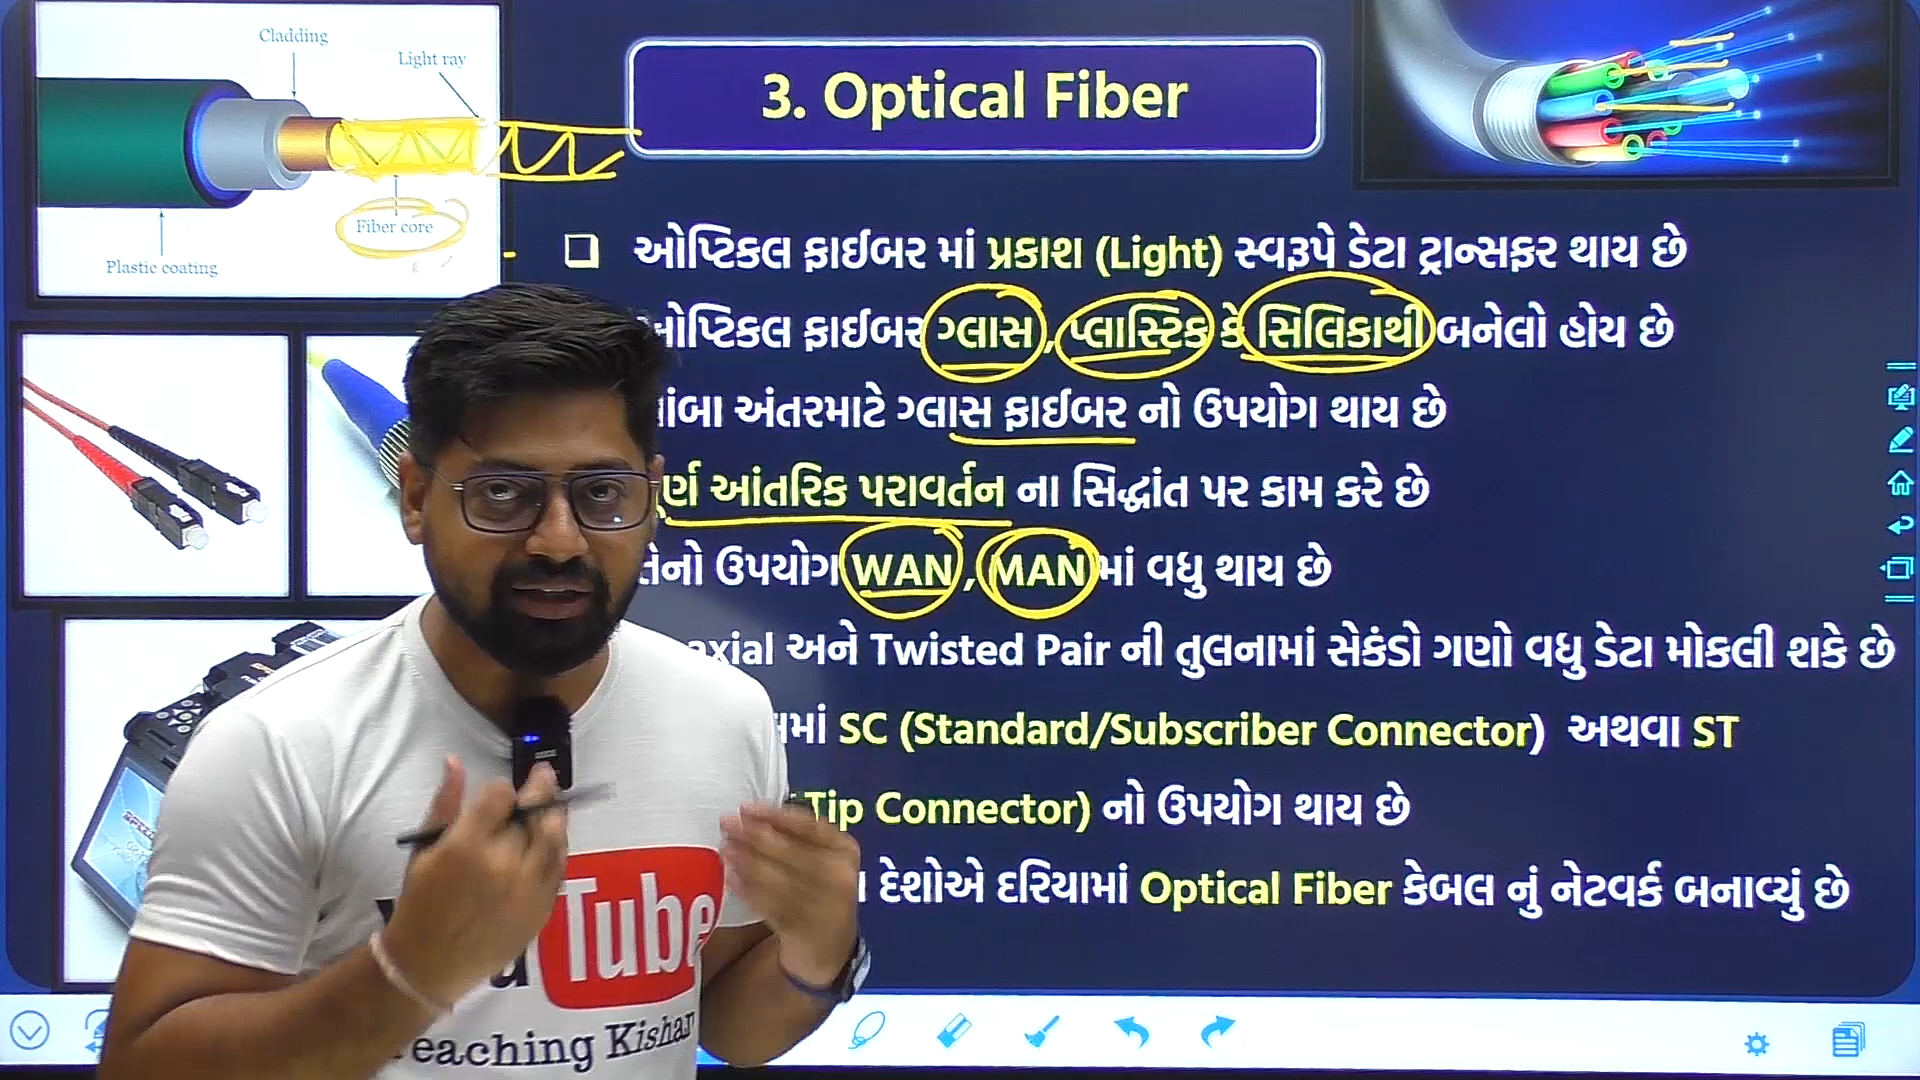 Cladding
Light ray
Fiber core
Plastic coating
3. Optical Fiber
ઓપ્ટિકલ ફાઈબર માં પ્રકાશ (Light) સ્વરૂપે ડેટા ટ્રાન્સફર થાય છે
ઓપ્ટિકલ ફાઈબર ગ્લાસ, પ્લાસ્ટિક કે સિલિકાથી બનેલો હોય છે
અંતરમાટે ગ્લાસ ફાઈબર નો ઉપયોગ થાય છે
આંતરિક પરાવર્તન ના સિદ્ધાંત પર કામ કરે છે
તેનો ઉપયોગ WAN, MAN માં વધુ થાય છે
અને Twisted Pair ની તુલનામાં સેકંડો ગણો વધુ ડેટા મોકલી શકે છે
SC (Standard/Subscriber Connector) અથવા ST
Tip Connector) નો ઉપયોગ થાય છે
દેશોએ દરિયામાં Optical Fiber કેબલ નું નેટવર્ક બનાવ્યું છે
Tube
Teaching Kishan